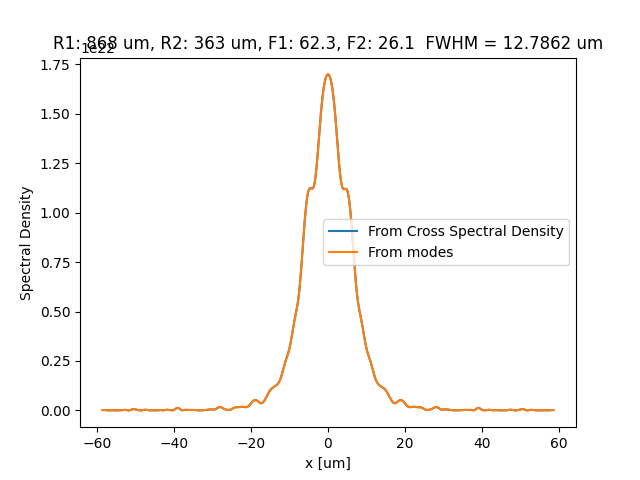 R1: 868 um, R2: 363 um, F1: 62.3, F2: 26.1  FWHM = 12.7862 um
1e22
1.75
1.50
1.25
1.00
0.75
0.50
0.25
0.00
Spectral Density
From Cross Spectral Density
From modes
−60 −40 −20 0 20 40 60
x [um]